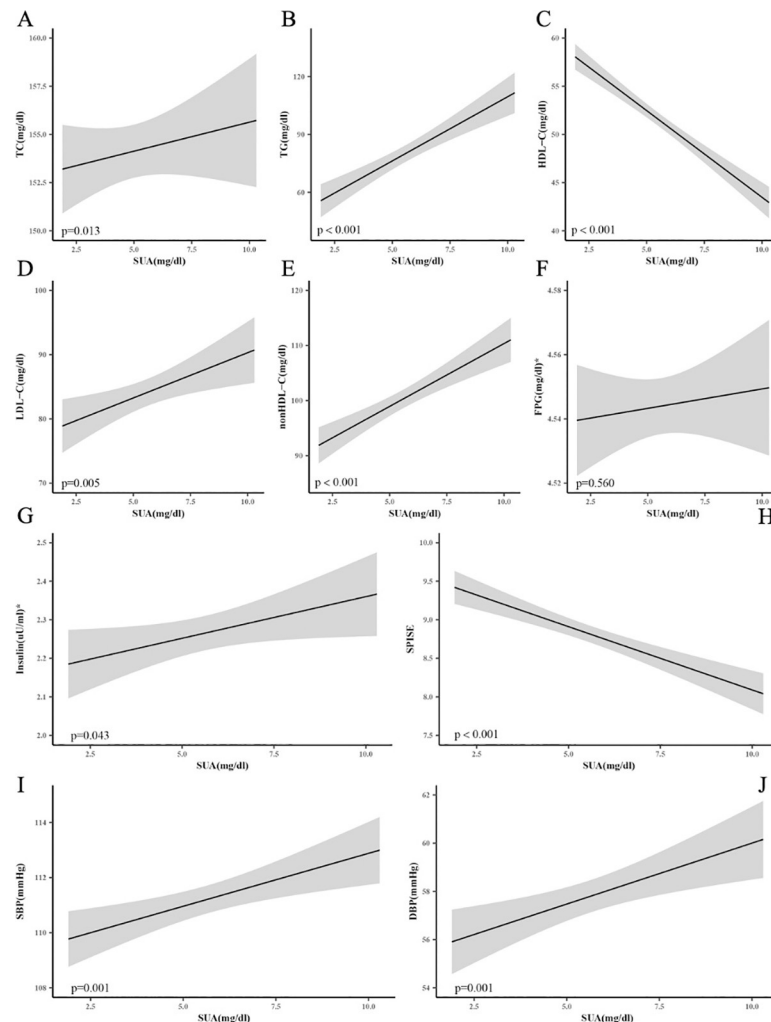 A
TC(mg/dl)
160.0
157.5
155.0
152.5
150.0
p=0.013
2.5 5.0 7.5 10.0
SUA(mg/dl)
B
TG(mg/dl)
120
90
60
p < 0.001
2.5 5.0 7.5 10.0
SUA(mg/dl)
C
HDL-C(mg/dl)
60
55
50
45
40
p < 0.001
2.5 5.0 7.5 10.0
SUA(mg/dl)
D
LDL-C(mg/dl)
100
90
80
70
p=0.005
2.5 5.0 7.5 10.0
SUA(mg/dl)
E
nonHDL-C(mg/dl)
120
110
100
90
p < 0.001
2.5 5.0 7.5 10.0
SUA(mg/dl)
F
FPG(mg/dl)*
4.58
4.56
4.54
4.52
p=0.560
2.5 5.0 7.5 10.0
SUA(mg/dl)
G
Insulin(uU/ml)*
2.5
2.4
2.3
2.2
2.1
2.0
p=0.043
2.5 5.0 7.5 10.0
SUA(mg/dl)
H
SPISE
10.0
9.5
9.0
8.5
8.0
7.5
p < 0.001
2.5 5.0 7.5 10.0
SUA(mg/dl)
I
SBP(mmHg)
114
112
110
108
p=0.001
2.5 5.0 7.5 10.0
SUA(mg/dl)
J
DBP(mmHg)
62
60
58
56
54
p=0.001
2.5 5.0 7.5 10.0
SUA(mg/dl)